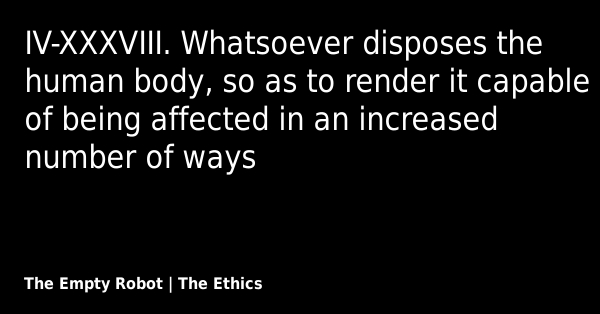 IV-XXXVIII. Whatsoever disposes the
human body, so as to render it capable
of being affected in an increased
number of ways
The Empty Robot | The Ethics